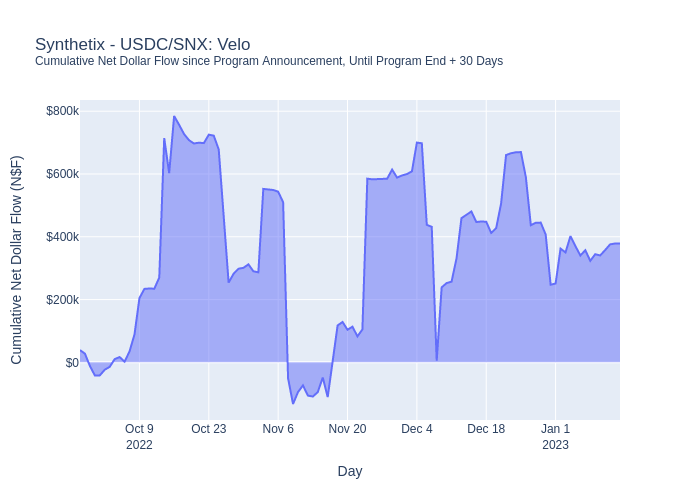 Synthetix - USDC/SNX: Velo
Cumulative Net Dollar Flow since Program Announcement, Until Program End + 30 Days
Cumulative Net Dollar Flow (N$F)
$800k
$600k
$400k
$200k
$0
Oct 9
2022
Oct 23
Nov 6
Nov 20
Dec 4
Dec 18
Jan 1
2023
Day